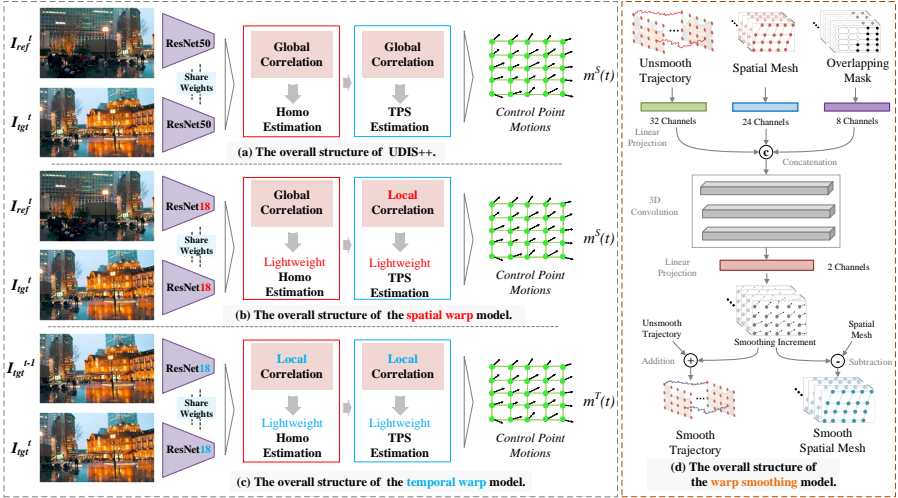 I_ref^t
I_tgt^t
ResNet50
Share
Weights
ResNet50
Global
Correlation
Homo
Estimation
Global
Correlation
TPS
Estimation
m^S(t)
Control Point
Motions
(a) The overall structure of UDIS++.
I_ref^t
I_tgt^t
ResNet18
Share
Weights
ResNet18
Global
Correlation
Lightweight
Homo
Estimation
Local
Correlation
Lightweight
TPS
Estimation
m^S(t)
Control Point
Motions
(b) The overall structure of the spatial warp model.
I_tgt^t-1
I_tgt^t
ResNet18
Share
Weights
ResNet18
Local
Correlation
Lightweight
Homo
Estimation
Local
Correlation
Lightweight
TPS
Estimation
m^T(t)
Control Point
Motions
(c) The overall structure of the temporal warp model.
Unsmooth
Trajectory
Spatial Mesh
Overlapping
Mask
32 Channels
24 Channels
8 Channels
Linear
Projection
c
Concatenation
3D
Convolution
Linear
Projection
2 Channels
Unsmooth
Trajectory
Smoothing Increment
Spatial
Mesh
Addition
+
-
Subtraction
Smooth
Trajectory
Smooth
Spatial Mesh
(d) The overall structure of
the warp smoothing model.